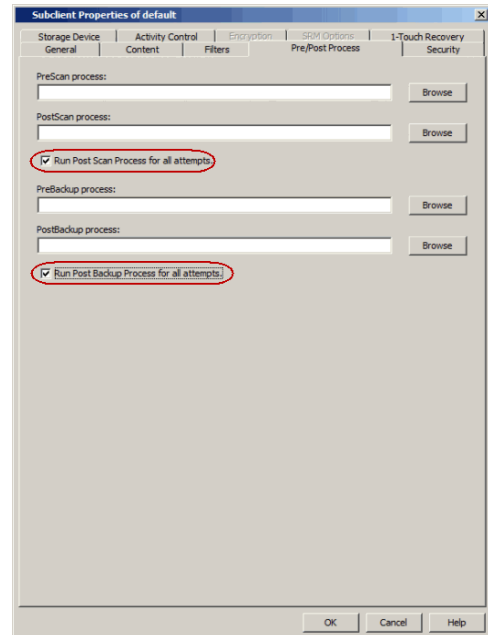 Subclient Properties of default
Storage Device Activity Control Encryption SRM Options 1-Touch Recovery
General Content Filters Pre/Post Process Security
PreScan process:
Browse
PostScan process:
Browse
Run Post Scan Process for all attempts.
PreBackup process:
Browse
PostBackup process:
Browse
Run Post Backup Process for all attempts.
OK Cancel Help